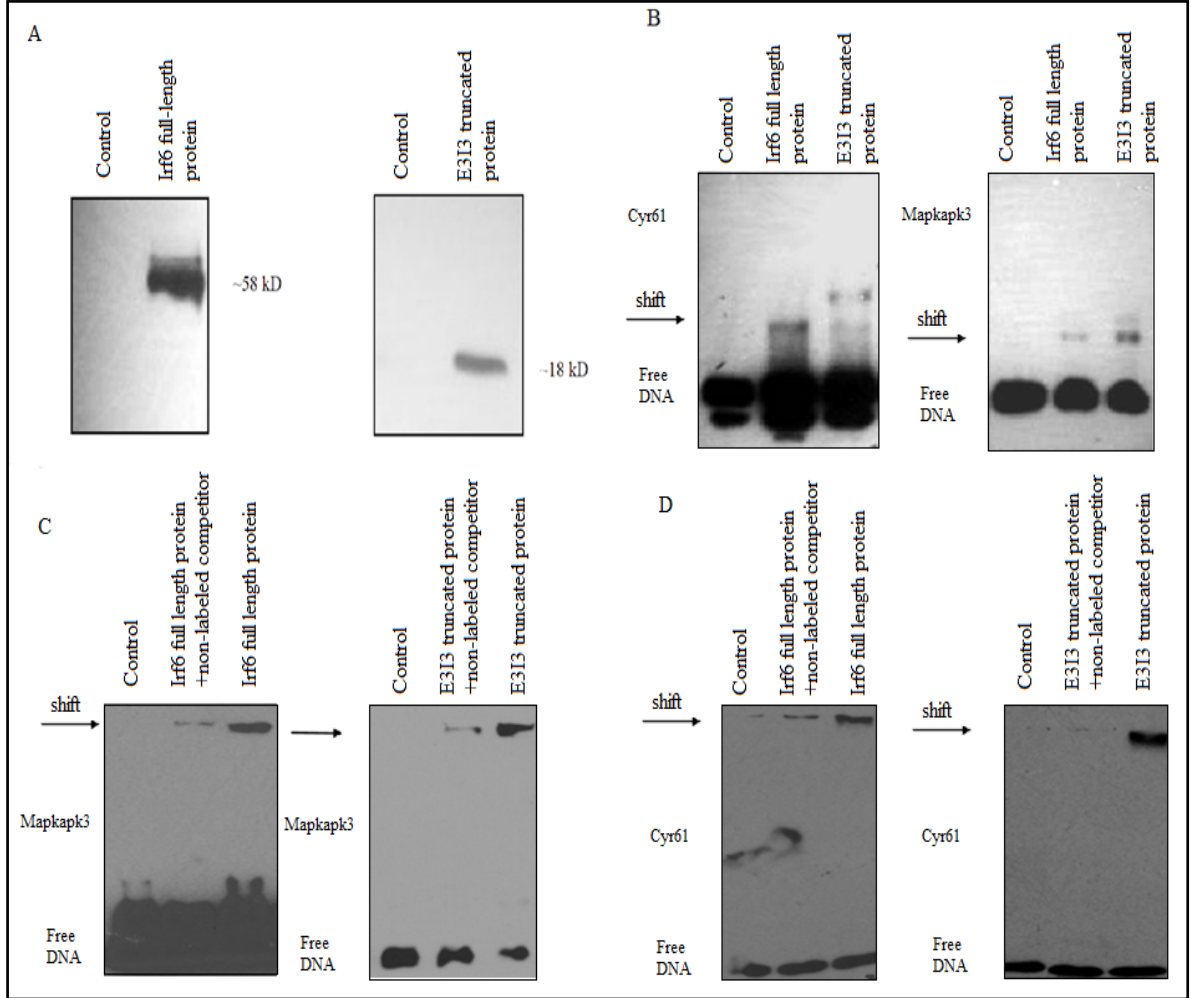 A
Control
Irf6 full-length
protein
~58 kD
Control
E3I3 truncated
protein
~18 kD
B
Control
Irf6 full length
protein
E3I3 truncated
protein
Cyr61
shift
Free
DNA
Control
Irf6 full length
protein
E3I3 truncated
protein
Mapkapk3
shift
Free
DNA
C
Control
Irf6 full length protein
+non-labeled competitor
Irf6 full length protein
shift
Mapkapk3
Free
DNA
Control
E3I3 truncated protein
+non-labeled competitor
E3I3 truncated protein
Mapkapk3
Free
DNA
D
Control
Irf6 full length protein
+non-labeled competitor
Irf6 full length protein
shift
Cyr61
Free
DNA
Control
E3I3 truncated protein
+non-labeled competitor
E3I3 truncated protein
shift
Cyr61
Free
DNA